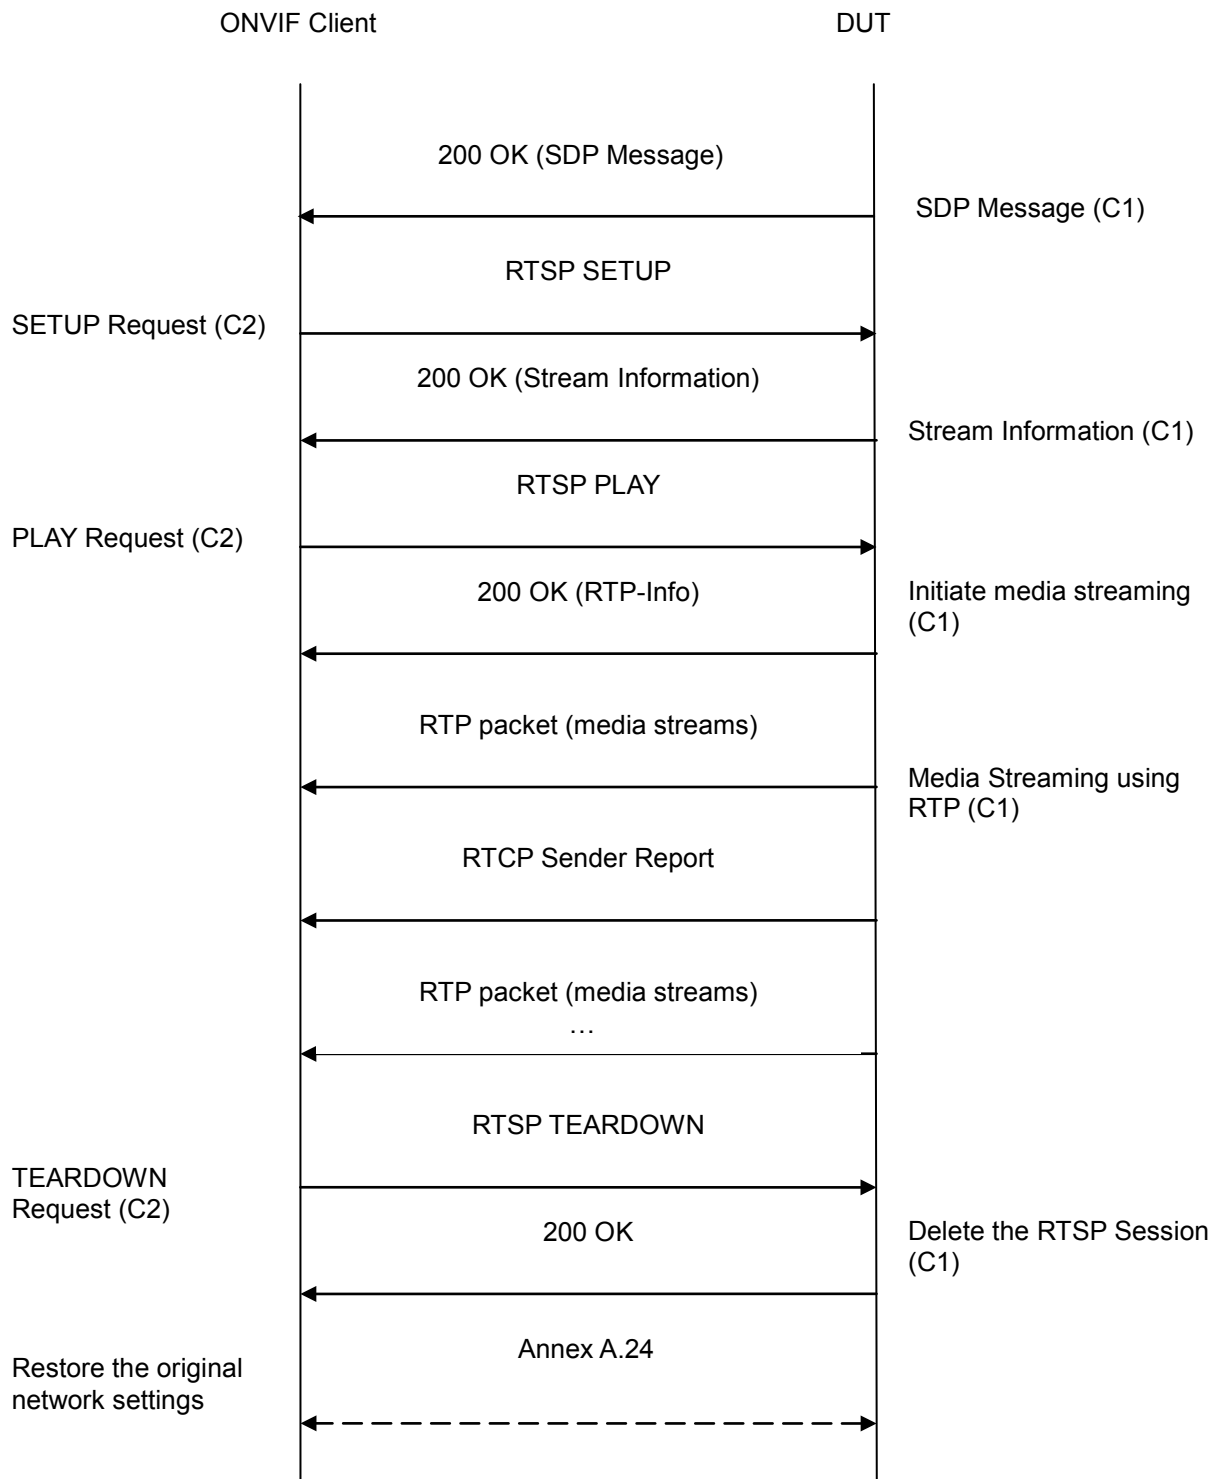 ONVIF Client
DUT
200 OK (SDP Message)
SDP Message (C1)
RTSP SETUP
SETUP Request (C2)
200 OK (Stream Information)
Stream Information (C1)
RTSP PLAY
PLAY Request (C2)
200 OK (RTP-Info)
Initiate media streaming
(C1)
RTP packet (media streams)
Media Streaming using
RTP (C1)
RTCP Sender Report
RTP packet (media streams)
…
RTSP TEARDOWN
TEARDOWN
Request (C2)
200 OK
Delete the RTSP Session
(C1)
Annex A.24
Restore the original
network settings